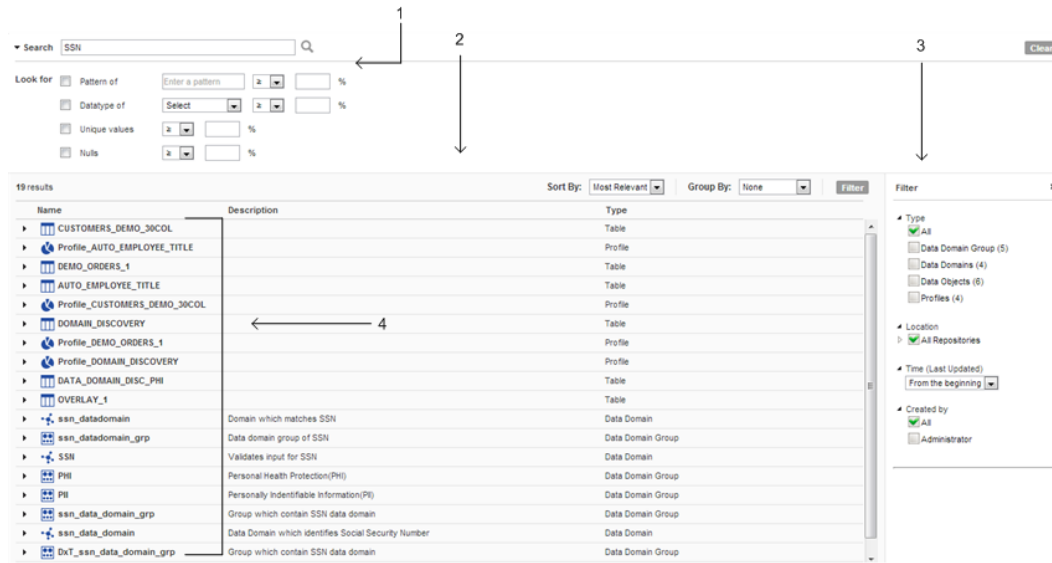 1
2
3
Search SSN Clear
Look for Pattern of Enter a pattern ≥ %
Datatype of Select ≥ %
Unique values ≥ %
Nulls ≥ %
19 results Sort By: Most Relevant Group By: None Filter
Name Description Type
CUSTOMERS_DEMO_30COL Table
Profile_AUTO_EMPLOYEE_TITLE Profile
DEMO_ORDERS_1 Table
AUTO_EMPLOYEE_TITLE Table
Profile_CUSTOMERS_DEMO_30COL Profile
DOMAIN_DISCOVERY Table
4
Profile_DEMO_ORDERS_1 Profile
Profile_DOMAIN_DISCOVERY Profile
DATA_DOMAIN_DISC_PHI Table
OVERLAY_1 Table
ssn_datadomain Domain which matches SSN Data Domain
ssn_datadomain_grp Data domain group of SSN Data Domain Group
SSN Validates input for SSN Data Domain
PHI Personal Health Protection(PHI) Data Domain Group
PII Personally Indentifiable Information(PII) Data Domain Group
ssn_data_domain_grp Group which contain SSN data domain Data Domain Group
ssn_data_domain Data Domain which identifies Social Security Number Data Domain
DxT_ssn_data_domain_grp Group which contain SSN data domain Data Domain Group
Filter
Type
All
Data Domain Group (5)
Data Domains (4)
Data Objects (6)
Profiles (4)
Location
All Repositories
Time (Last Updated)
From the beginning
Created by
All
Administrator